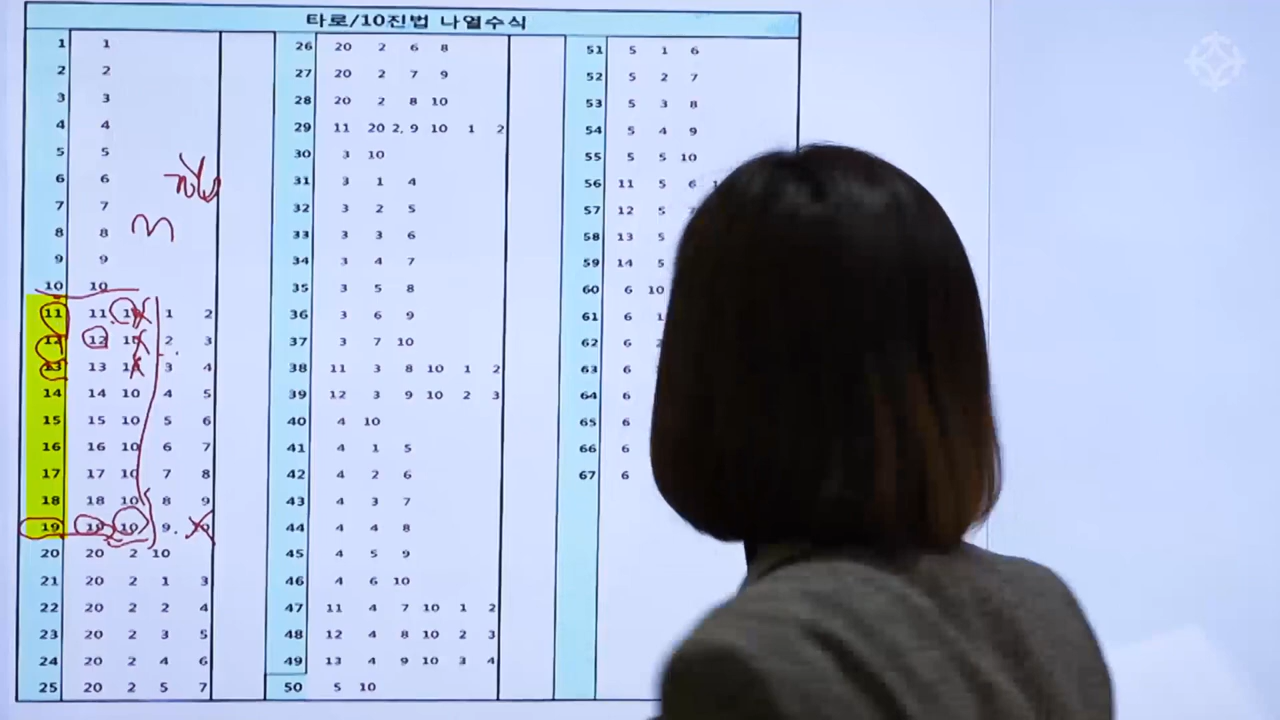 타로/10진법 나열수식
1 1
2 2
3 3
4 4
5 5
6 6
7 7
8 8
9 9
10 10
11 11 10 1 2
12 12 10 2 3
13 13 10 3 4
14 14 10 4 5
15 15 10 5 6
16 16 10 6 7
17 17 10 7 8
18 18 10 8 9
19 19 10 9
20 20 2 10
21 20 2 1 3
22 20 2 2 4
23 20 2 3 5
24 20 2 4 6
25 20 2 5 7
26 20 2 6 8
27 20 2 7 9
28 20 2 8 10
29 11 20 2, 9 10 1 2
30 3 10
31 3 1 4
32 3 2 5
33 3 3 6
34 3 4 7
35 3 5 8
36 3 6 9
37 3 7 10
38 11 3 8 10 1 2
39 12 3 9 10 2 3
40 4 10
41 4 1 5
42 4 2 6
43 4 3 7
44 4 4 8
45 4 5 9
46 4 6 10
47 11 4 7 10 1 2
48 12 4 8 10 2 3
49 13 4 9 10 3 4
50 5 10
51 5 1 6
52 5 2 7
53 5 3 8
54 5 4 9
55 5 5 10
56 11 5 6
57 12 5
58 13 5
59 14 5
60 6 10
61 6
62 6
63 6
64 6
65 6
66 6
67 6